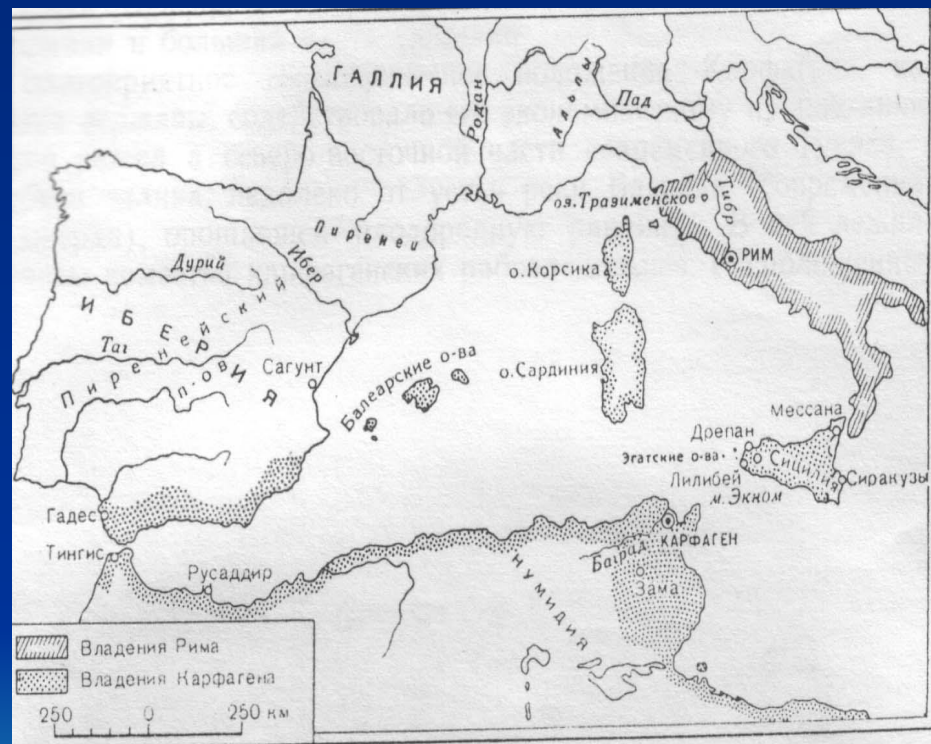 ГАЛЛИЯ
Родан
Альпы
Пад
оз. Тразименское
Тибр
Пиренеи
Ибер
о. Корсика
РИМ
Дурий
ИБЕРИЯ
Таг
Пиренейский
п-ов
Сагунт
Балеарские о-ва
о. Сардиния
Мессана
Дрепан
Эгатские о-ва
Сицилия
Лилибей
Сиракузы
м. Экном
Гадес
Тингис
Русаддир
Баград
КАРФАГЕН
Зама
НУМИДИЯ
Владения Рима
Владения Карфагена
250 0 250 км